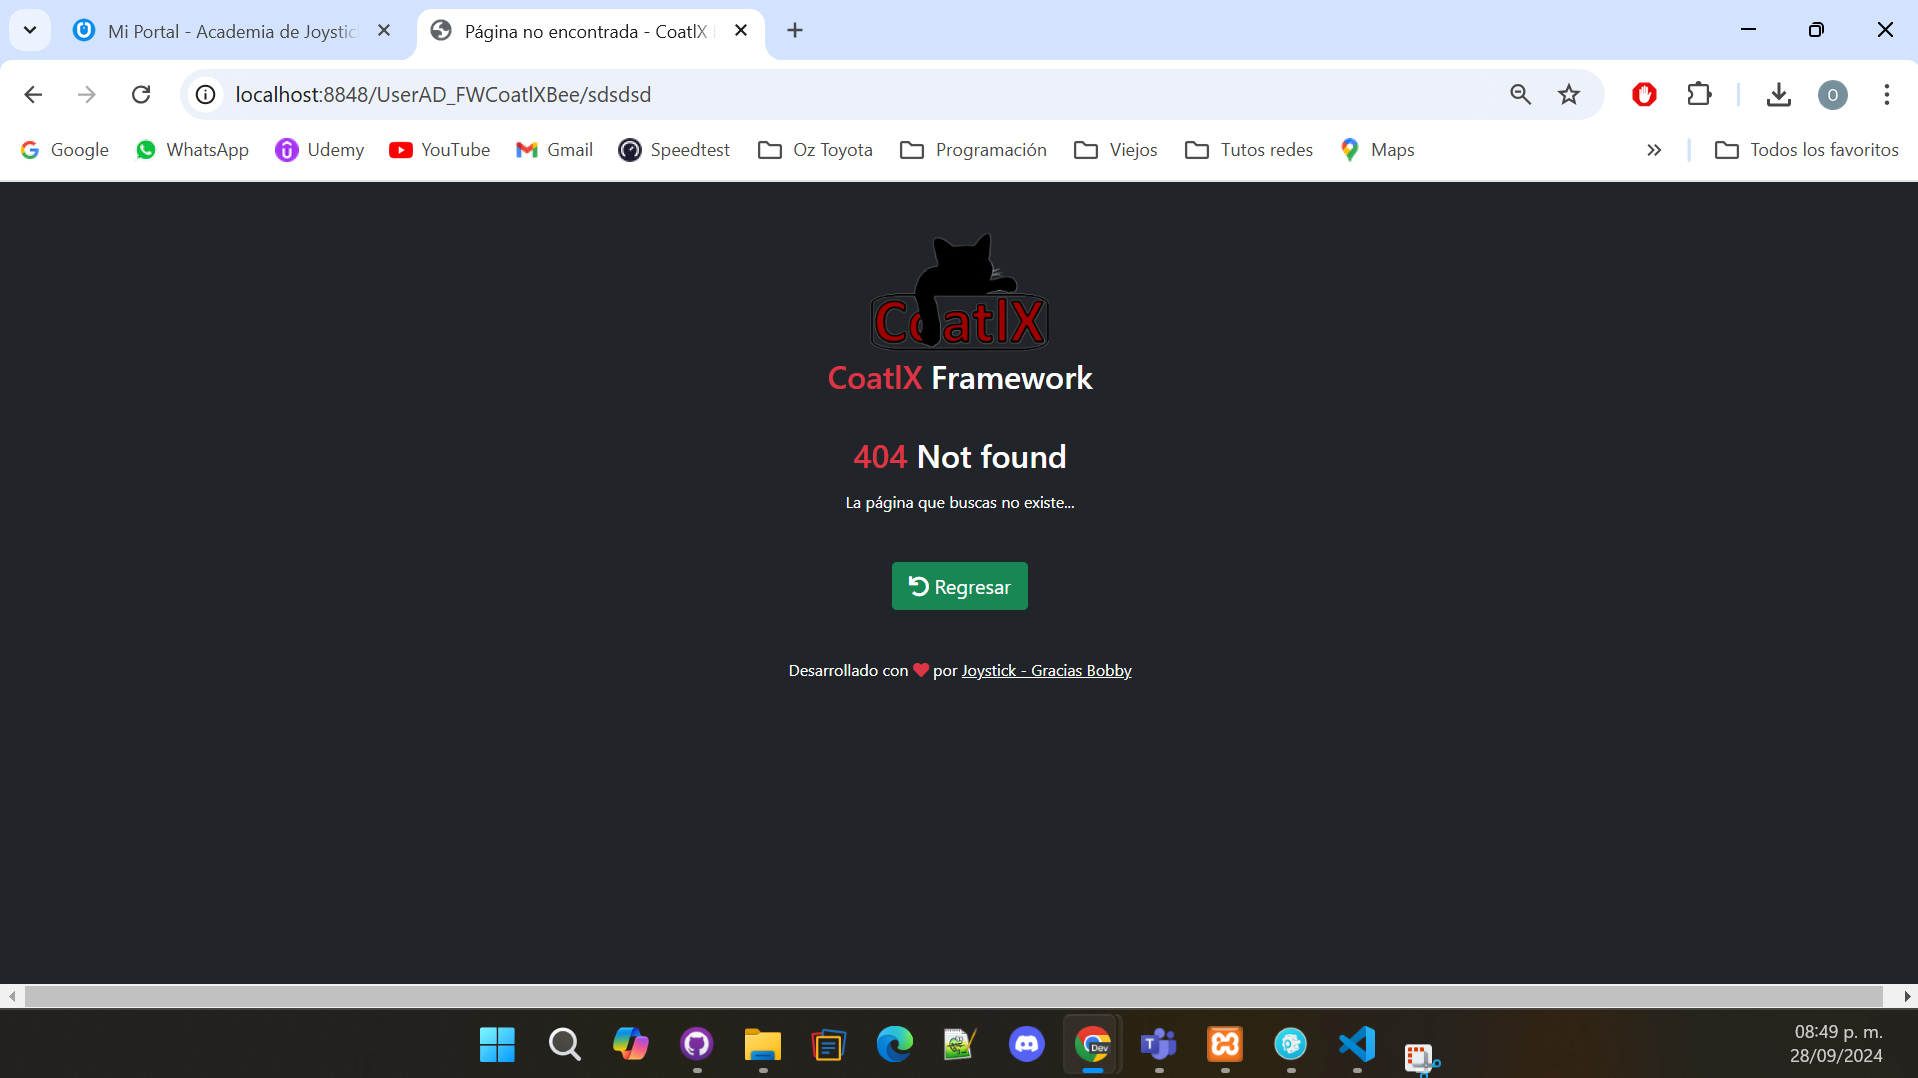 Mi Portal - Academia de Joystic
Página no encontrada - CoatlX
localhost:8848/UserAD_FWCoatlXBee/sdsdsd
O
Google
WhatsApp
Udemy
YouTube
Gmail
Speedtest
Oz Toyota
Programación
Viejos
Tutos redes
Maps
Todos los favoritos
CoatlX
CoatlX Framework
404 Not found
La página que buscas no existe...
Regresar
Desarrollado con ❤ por Joystick - Gracias Bobby
Dev
08:49 p. m.
28/09/2024